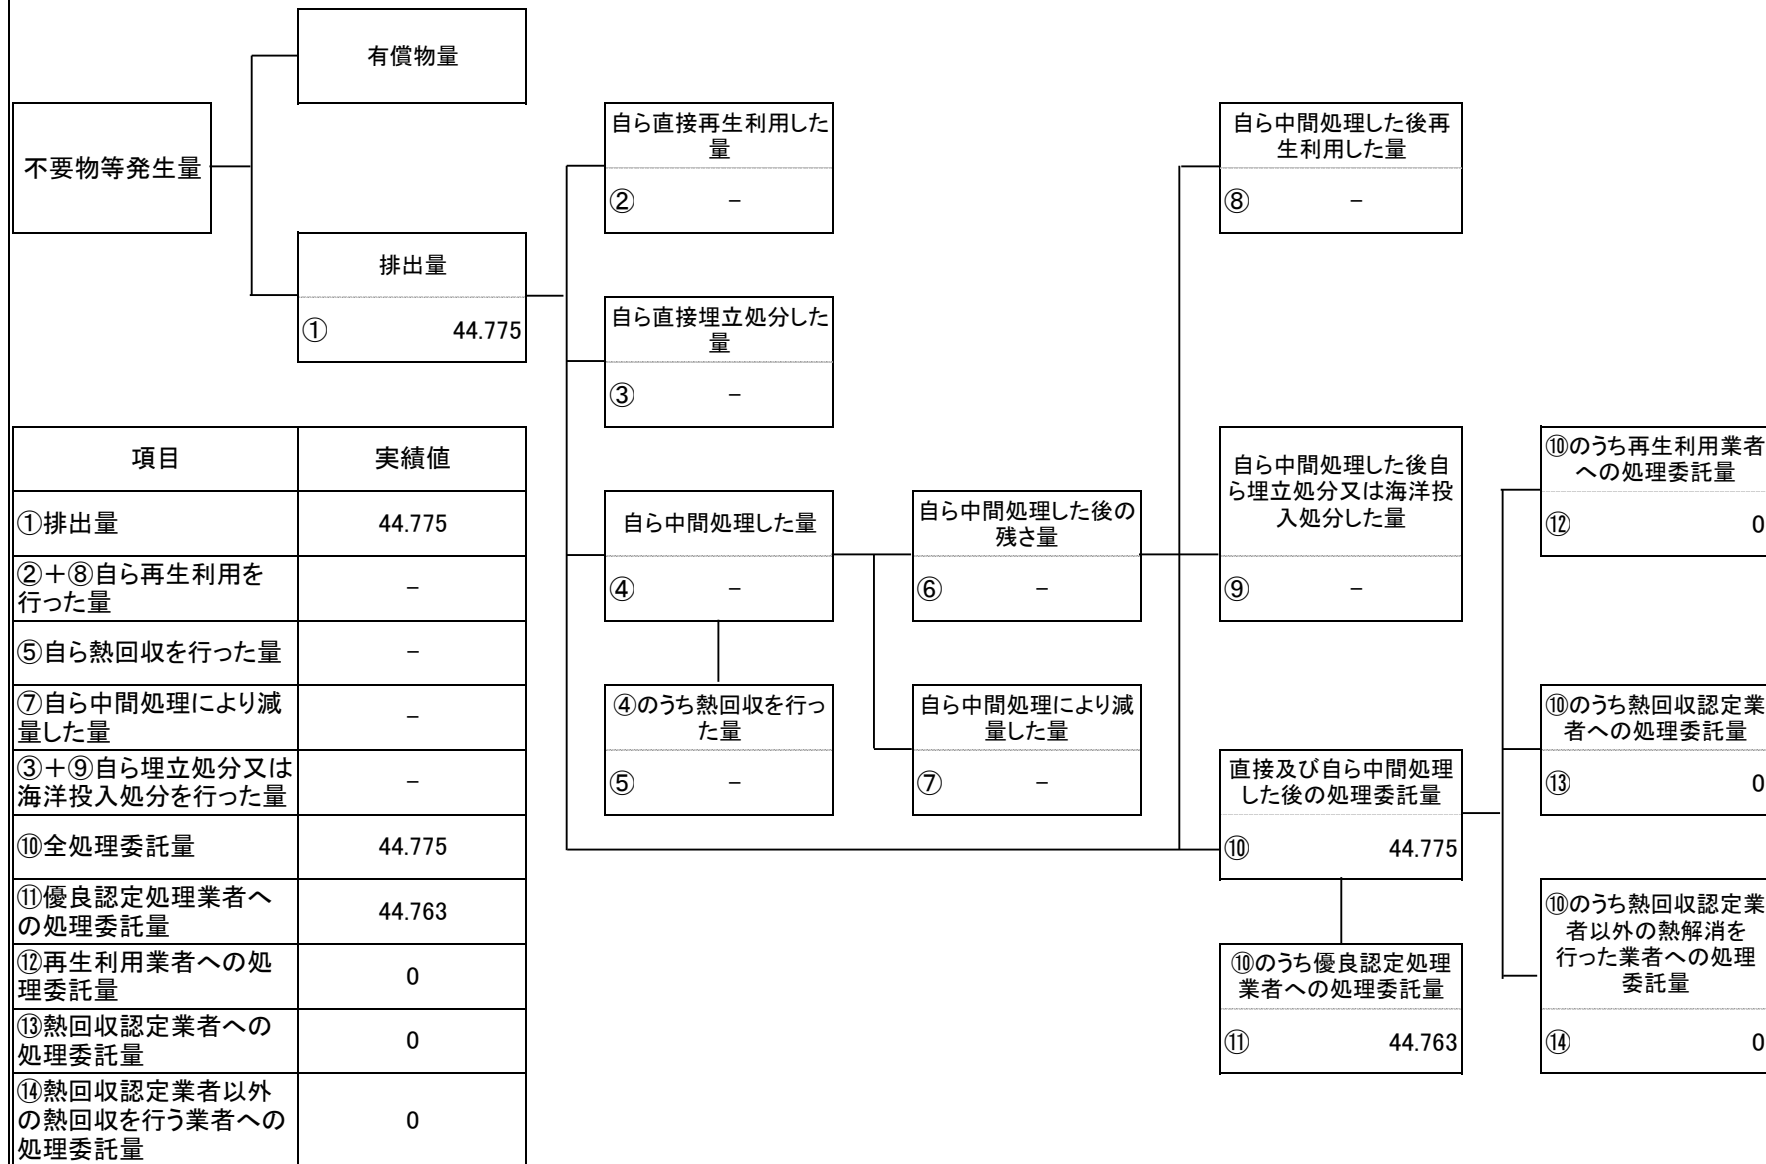 有償物量
不要物等発生量
排出量
① 44.775
自ら直接再生利用した
量
② －
自ら直接埋立処分した
量
③ －
自ら中間処理した量
④ －
④のうち熱回収を行っ
た量
⑤ －
自ら中間処理した後の
残さ量
⑥ －
自ら中間処理により減
量した量
⑦ －
自ら中間処理した後再
生利用した量
⑧ －
自ら中間処理した後自
ら埋立処分又は海洋投
入処分した量
⑨ －
直接及び自ら中間処理
した後の処理委託量
⑩ 44.775
⑩のうち優良認定処理
業者への処理委託量
⑪ 44.763
⑩のうち再生利用業者
への処理委託量
⑫ 0
⑩のうち熱回収認定業
者への処理委託量
⑬ 0
⑩のうち熱回収認定業
者以外の熱解消を
行った業者への処理
委託量
⑭ 0
項目 実績値
①排出量 44.775
②＋⑧自ら再生利用を
行った量 －
⑤自ら熱回収を行った量 －
⑦自ら中間処理により減
量した量 －
③＋⑨自ら埋立処分又は
海洋投入処分を行った量 －
⑩全処理委託量 44.775
⑪優良認定処理業者へ
の処理委託量 44.763
⑫再生利用業者への処
理委託量 0
⑬熱回収認定業者への
処理委託量 0
⑭熱回収認定業者以外
の熱回収を行う業者への
処理委託量 0